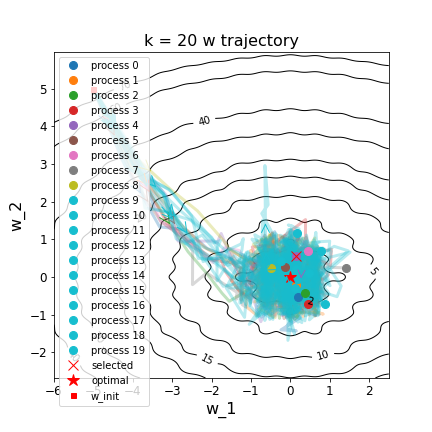 k = 20 w trajectory
w_2
5
4
3
2
1
0
−1
−2
process 0
process 1
process 2
process 3
process 4
process 5
process 6
process 7
process 8
process 9
process 10
process 11
process 12
process 13
process 14
process 15
process 16
process 17
process 18
process 19
selected
optimal
w_init
40
5
2
10
15
−6
−5
−4
−3
−2
−1
0
1
2
w_1